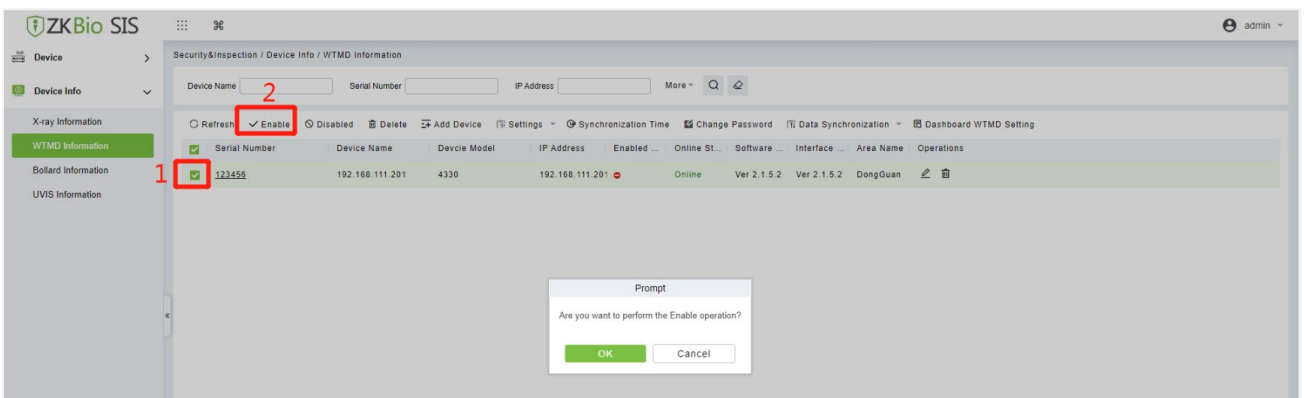 ZKBio SIS
admin
Device
Security&Inspection / Device Info / WTMD Information
Device Info
Device Name Serial Number IP Address More
2
X-ray Information
Refresh Enable Disabled Delete Add Device Settings Synchronization Time Change Password Data Synchronization Dashboard WTMD Setting
WTMD Information
Serial Number Device Name Devcie Model IP Address Enabled ... Online St... Software ... Interface ... Area Name Operations
Bollard Information
1
123456 192.168.111.201 4330 192.168.111.201 Online Ver 2.1.5.2 Ver 2.1.5.2 DongGuan
UVIS Information
Prompt
Are you want to perform the Enable operation?
OK Cancel